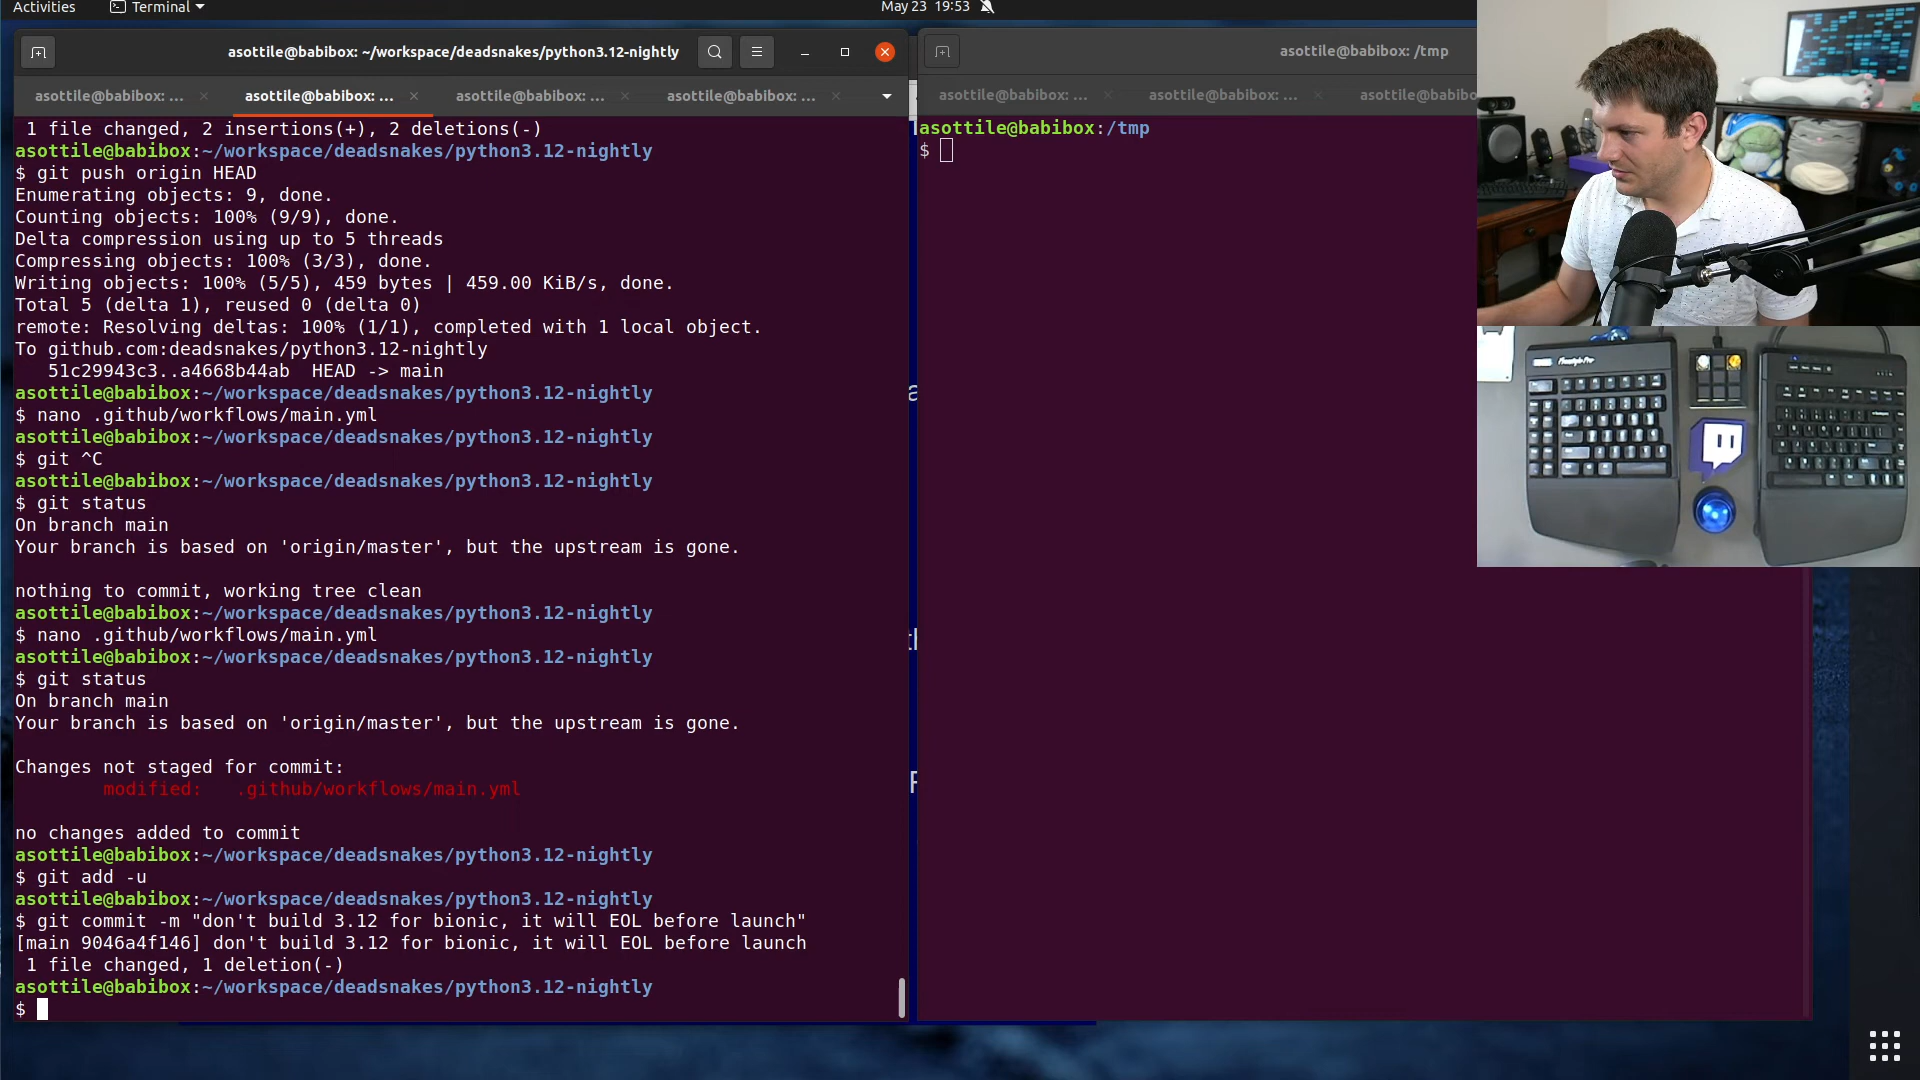 Activities
Terminal
May 23 19:53
asottile@babibox: ~/workspace/deadsnakes/python3.12-nightly
asottile@babibox: ...
asottile@babibox: ...
asottile@babibox: ...
asottile@babibox: ...
1 file changed, 2 insertions(+), 2 deletions(-)
asottile@babibox:~/workspace/deadsnakes/python3.12-nightly
$ git push origin HEAD
Enumerating objects: 9, done.
Counting objects: 100% (9/9), done.
Delta compression using up to 5 threads
Compressing objects: 100% (3/3), done.
Writing objects: 100% (5/5), 459 bytes | 459.00 KiB/s, done.
Total 5 (delta 1), reused 0 (delta 0)
remote: Resolving deltas: 100% (1/1), completed with 1 local object.
To github.com:deadsnakes/python3.12-nightly
51c29943c3..a4668b44ab  HEAD -> main
asottile@babibox:~/workspace/deadsnakes/python3.12-nightly
$ nano .github/workflows/main.yml
asottile@babibox:~/workspace/deadsnakes/python3.12-nightly
$ git ^C
asottile@babibox:~/workspace/deadsnakes/python3.12-nightly
$ git status
On branch main
Your branch is based on 'origin/master', but the upstream is gone.
nothing to commit, working tree clean
asottile@babibox:~/workspace/deadsnakes/python3.12-nightly
$ nano .github/workflows/main.yml
asottile@babibox:~/workspace/deadsnakes/python3.12-nightly
$ git status
On branch main
Your branch is based on 'origin/master', but the upstream is gone.
Changes not staged for commit:
modified:   .github/workflows/main.yml
no changes added to commit
asottile@babibox:~/workspace/deadsnakes/python3.12-nightly
$ git add -u
asottile@babibox:~/workspace/deadsnakes/python3.12-nightly
$ git commit -m "don't build 3.12 for bionic, it will EOL before launch"
[main 9046a4f146] don't build 3.12 for bionic, it will EOL before launch
1 file changed, 1 deletion(-)
asottile@babibox:~/workspace/deadsnakes/python3.12-nightly
$
asottile@babibox: /tmp
asottile@babibox: ...
asottile@babibox: ...
asottile@babibo
asottile@babibox:/tmp
$